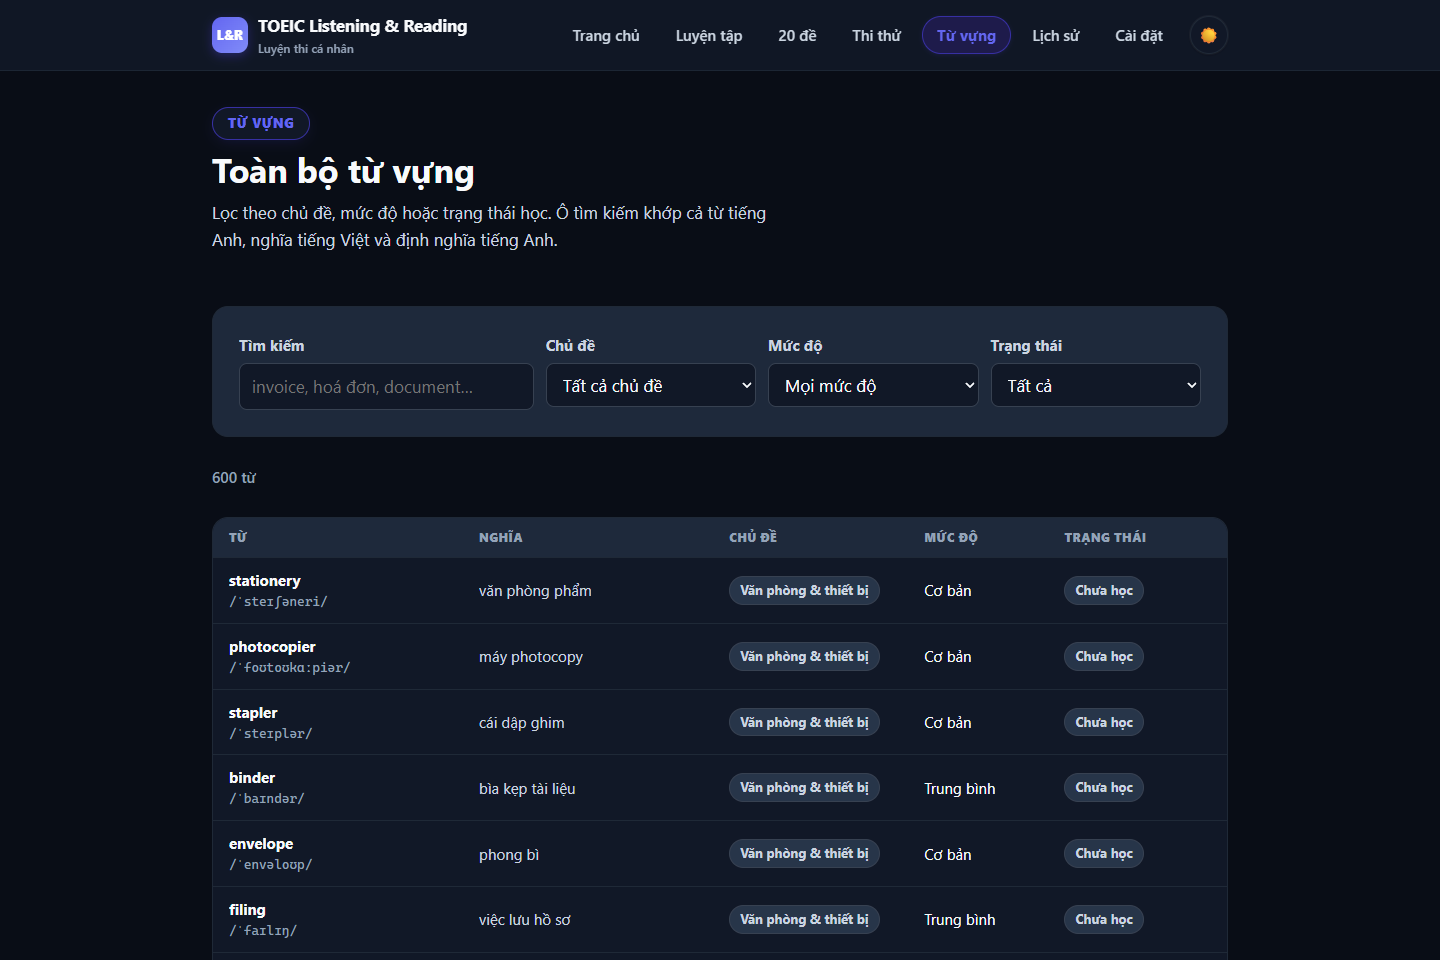 L&R
TOEIC Listening & Reading
Luyện thi cá nhân
Trang chủ
Luyện tập
20 đề
Thi thử
Từ vựng
Lịch sử
Cài đặt
TỪ VỰNG
Toàn bộ từ vựng
Lọc theo chủ đề, mức độ hoặc trạng thái học. Ô tìm kiếm khớp cả từ tiếng
Anh, nghĩa tiếng Việt và định nghĩa tiếng Anh.
Tìm kiếm
Chủ đề
Mức độ
Trạng thái
invoice, hoá đơn, document...
Tất cả chủ đề
Mọi mức độ
Tất cả
600 từ
TỪ NGHĨA CHỦ ĐỀ MỨC ĐỘ TRẠNG THÁI
stationery
/ˈsteɪʃəneri/
văn phòng phẩm
Văn phòng & thiết bị
Cơ bản
Chưa học
photocopier
/ˈfoʊtoʊkɑːpiər/
máy photocopy
Văn phòng & thiết bị
Cơ bản
Chưa học
stapler
/ˈsteɪplər/
cái dập ghim
Văn phòng & thiết bị
Cơ bản
Chưa học
binder
/ˈbaɪndər/
bìa kẹp tài liệu
Văn phòng & thiết bị
Trung bình
Chưa học
envelope
/ˈenvəloʊp/
phong bì
Văn phòng & thiết bị
Cơ bản
Chưa học
filing
/ˈfaɪlɪŋ/
việc lưu hồ sơ
Văn phòng & thiết bị
Trung bình
Chưa học